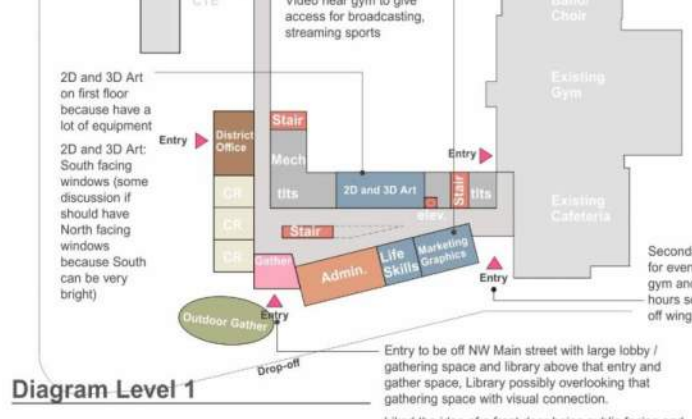 CTE
Video near gym to give
access for broadcasting,
streaming sports
Band/
Choir
2D and 3D Art
on first floor
because have a
lot of equipment
2D and 3D Art:
South facing
windows (some
discussion if
should have
North facing
windows
because South
can be very
bright)
Existing
Gym
Entry
District
Office
Stair
Mech
tlts
2D and 3D Art
Entry
Stair
tlts
elev.
Existing
Cafeteria
CR
CR
CR
Stair
Gather
Admin.
Life
Skills
Marketing
Graphics
Entry
Second
for even
gym and
hours s
off wing
Outdoor Gather
Entry
Drop-off
Entry to be off NW Main street with large lobby /
gathering space and library above that entry and
gather space, Library possibly overlooking that
gathering space with visual connection.
Diagram Level 1